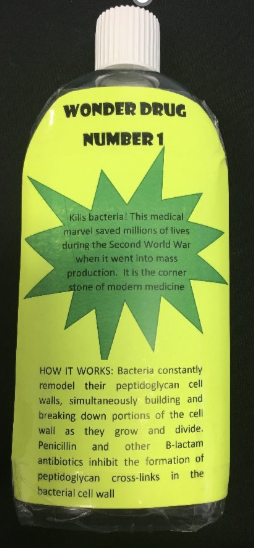 WONDER DRUG
NUMBER 1
Kills bacteria! This medical
marvel saved millions of lives
during the Second World War
when it went into mass
production. It is the corner
stone of modern medicine
HOW IT WORKS: Bacteria constantly
remodel their peptidoglycan cell
walls, simultaneously building and
breaking down portions of the cell
wall as they grow and divide.
Penicillin and other B-lactam
antibiotics inhibit the formation of
peptidoglycan cross-links in the
bacterial cell wall